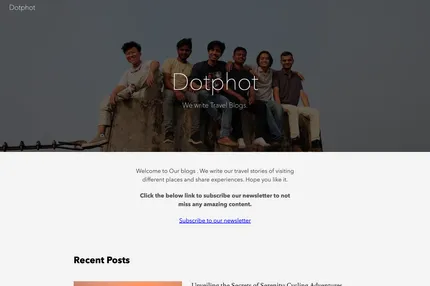 Dotphot
Dotphot
We write Travel Blogs.
Welcome to Our blogs . We write our travel stories of visiting
different places and share experiences. Hope you like it.
Click the below link to subscribe our newsletter to not
miss any amazing content.
Subscribe to our newsletter
Recent Posts
Unveiling the Secrets of Serenity: Cycling Adventures